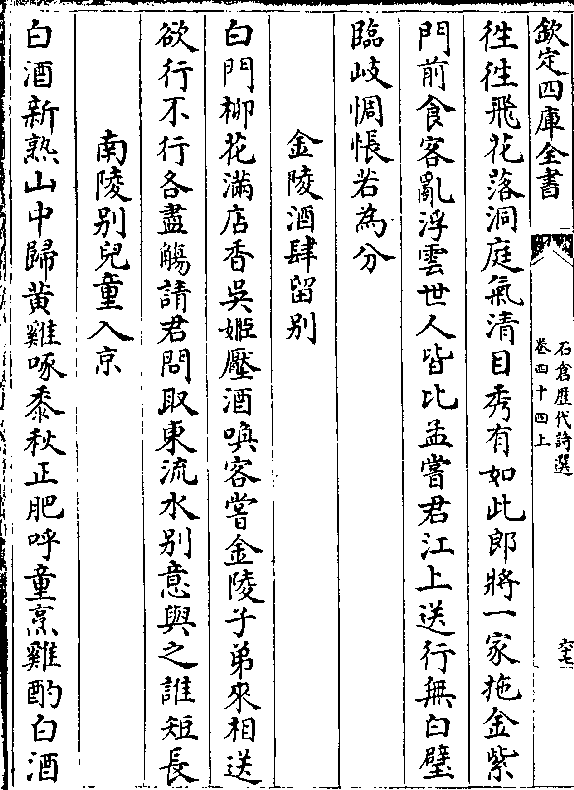 欽定四庫全書
石倉歷代詩選
卷四十四上
六七
徃徃飛花落洞庭氣清目秀有如此郎將一家拖金紫
門前食客亂浮雲世人皆比孟嘗君江上送行無白璧
臨岐惆悵若為分
金陵酒肆留别
白門栁花滿店香吳姬壓酒喚客嘗金陵子弟來相送
欲行不行各盡觴請君問取東流水别意與之誰短長
南陵别兒童入京
白酒新熟山中歸黃雞啄黍秋正肥呼童烹雞酌白酒